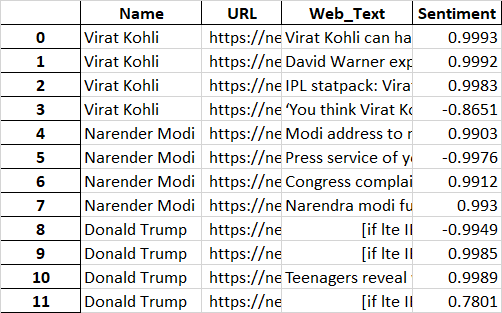 Name URL Web_Text Sentiment
0 Virat Kohli https://ne Virat Kohli can ha 0.9993
1 Virat Kohli https://ne David Warner exp 0.9992
2 Virat Kohli https://ne IPL statpack: Virat 0.9983
3 Virat Kohli https://ne ‘You think Virat Ko -0.8651
4 Narender Modi https://ne Modi address to n 0.9903
5 Narender Modi https://ne Press service of yo -0.9976
6 Narender Modi https://ne Congress complai 0.9912
7 Narender Modi https://ne Narendra modi fu 0.993
8 Donald Trump https://ne [if lte II -0.9949
9 Donald Trump https://ne [if lte II 0.9985
10 Donald Trump https://ne Teenagers reveal 0.9989
11 Donald Trump https://ne [if lte II 0.7801